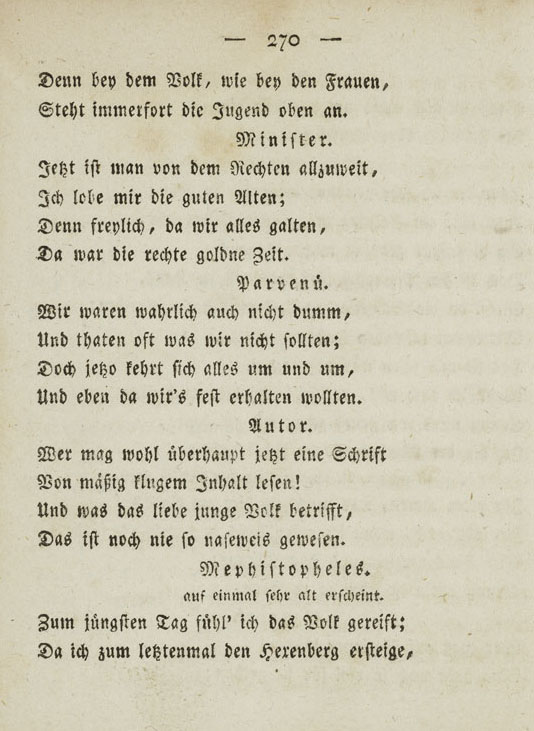 — 270 —
Denn bey dem Volk, wie bey den Frauen,
Steht immerfort die Jugend oben an.
Minister.
Jetzt ist man von dem Rechten allzuweit,
Ich lobe mir die guten Alten;
Denn freylich, da wir alles galten,
Da war die rechte goldne Zeit.
Parvenü.
Wir waren wahrlich auch nicht dumm,
Und thaten oft was wir nicht sollten;
Doch jetzo kehrt sich alles um und um,
Und eben da wir's fest erhalten wollten.
Autor.
Wer mag wohl überhaupt jetzt eine Schrift
Von mäßig klugem Inhalt lesen!
Und was das liebe junge Volk betrifft,
Das ist noch nie so naseweis gewesen.
Mephistopheles.
auf einmal sehr alt erscheint.
Zum jüngsten Tag fühl' ich das Volk gereift;
Da ich zum letztenmal den Hexenberg ersteige,